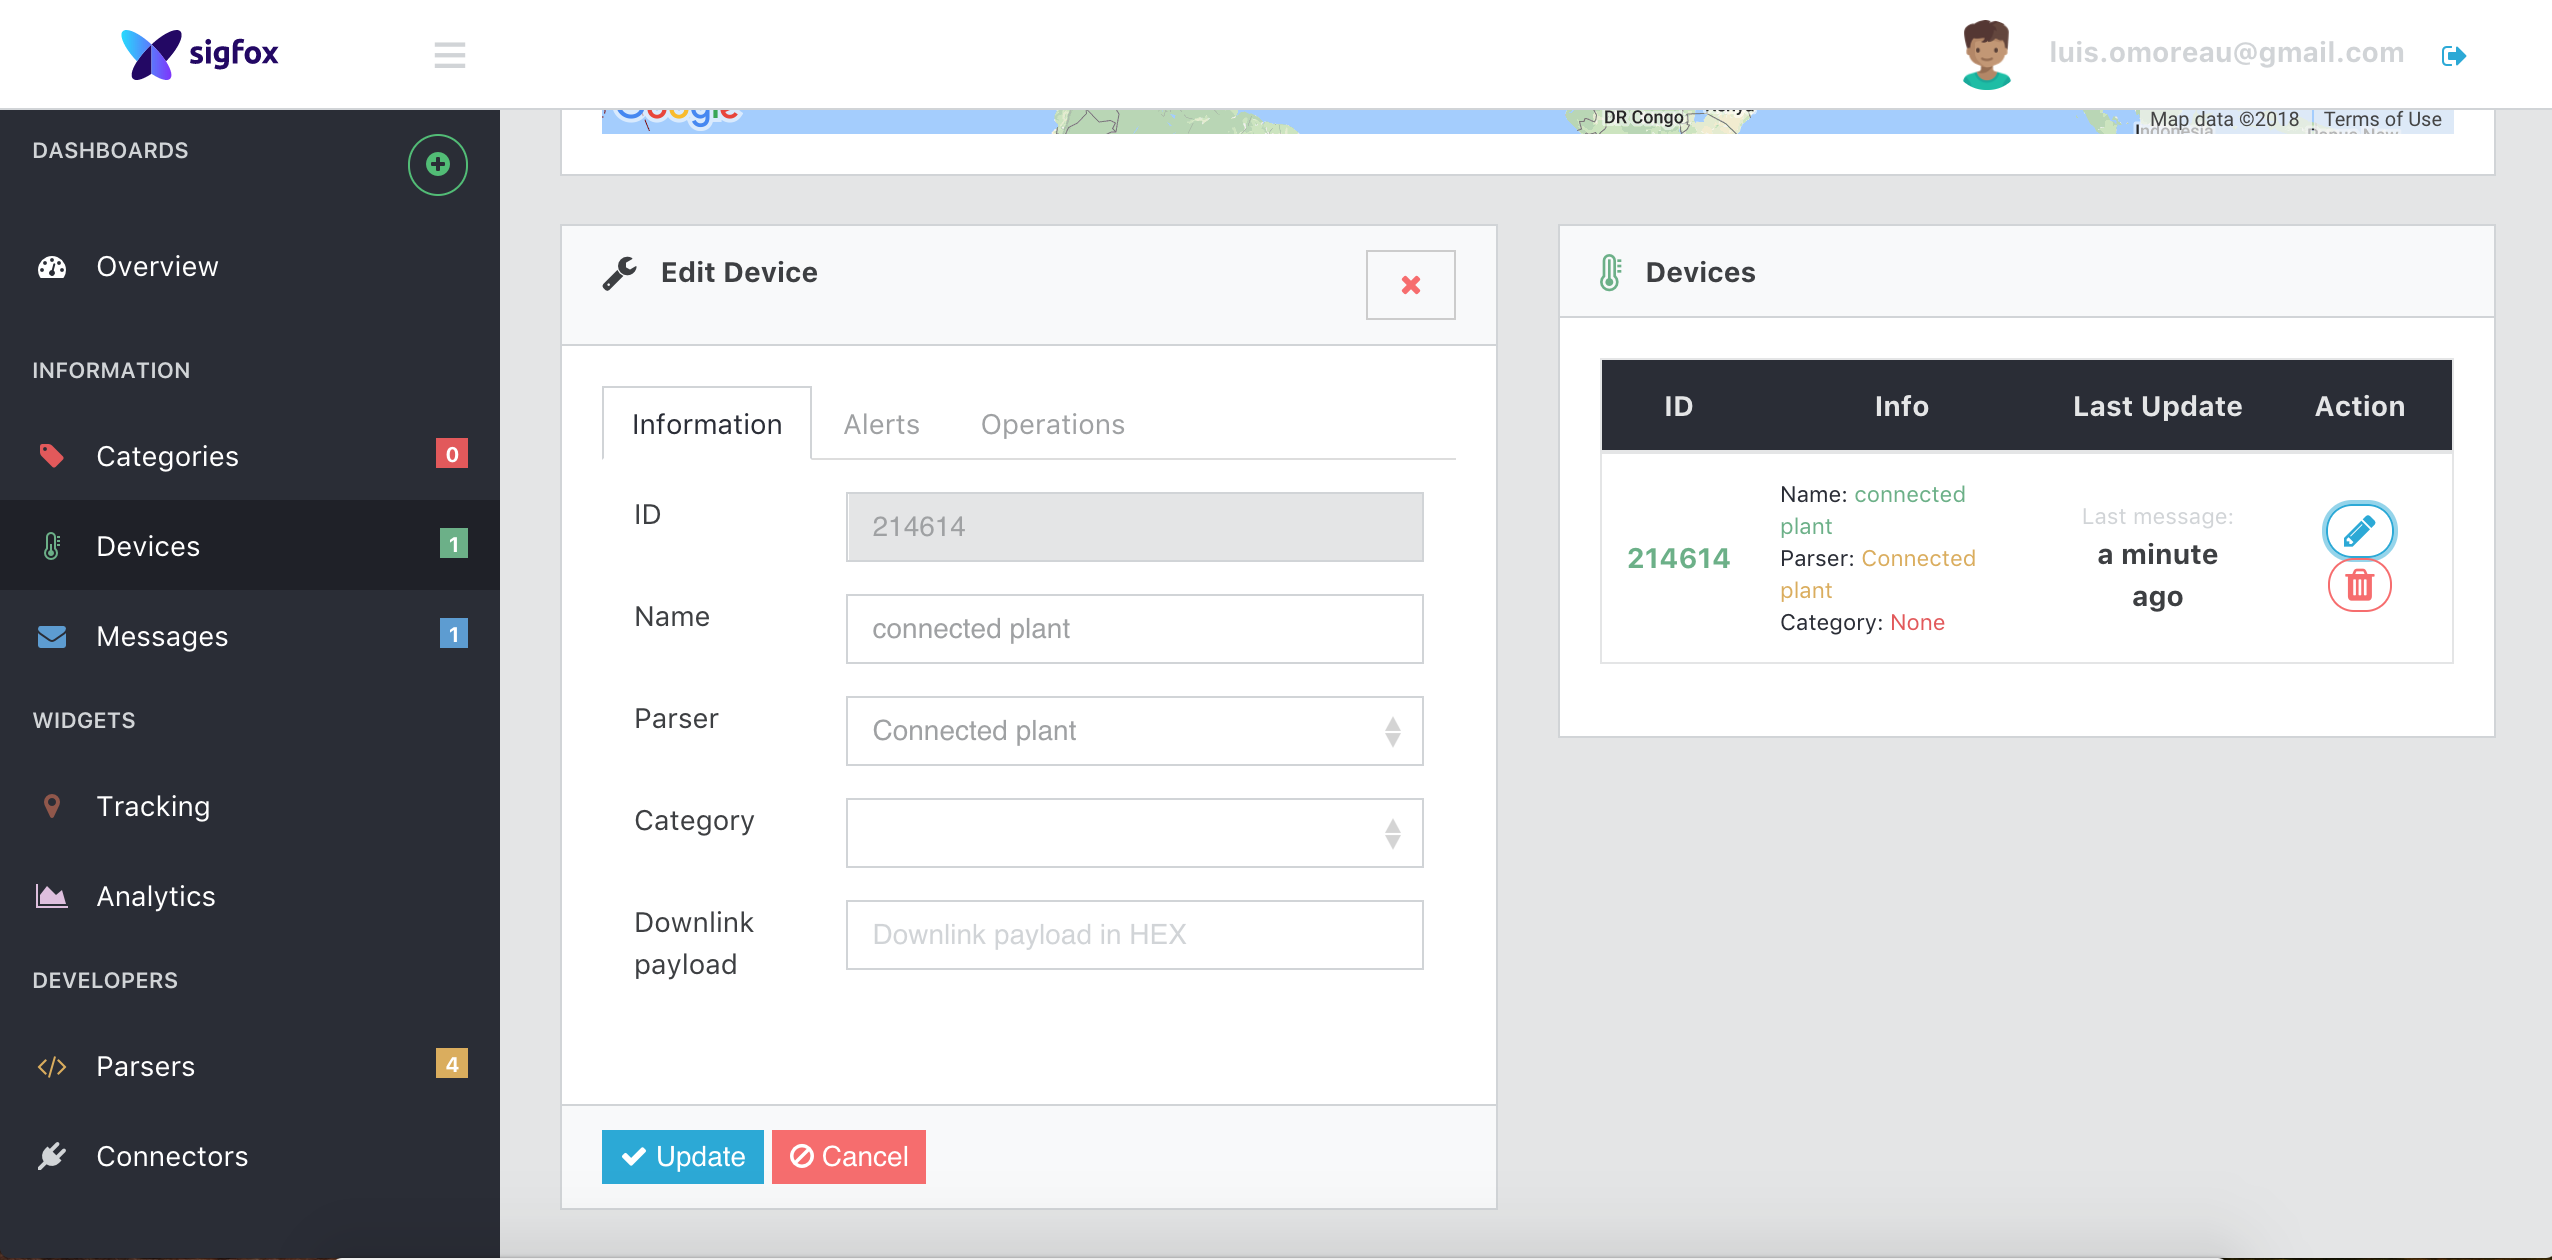 sigfox
luis.omoreau@gmail.com
Google
DR Congo
Kenya
Indonesia
Map data ©2018
Terms of Use
DASHBOARDS
Overview
INFORMATION
Categories 0
Devices 1
Messages 1
WIDGETS
Tracking
Analytics
DEVELOPERS
Parsers 4
Connectors
Edit Device
Information Alerts Operations
ID 214614
Name connected plant
Parser Connected plant
Category
Downlink
payload
Downlink payload in HEX
Update Cancel
Devices
ID Info Last Update Action
214614
Name: connected
plant
Parser: Connected
plant
Category: None
Last message:
a minute
ago